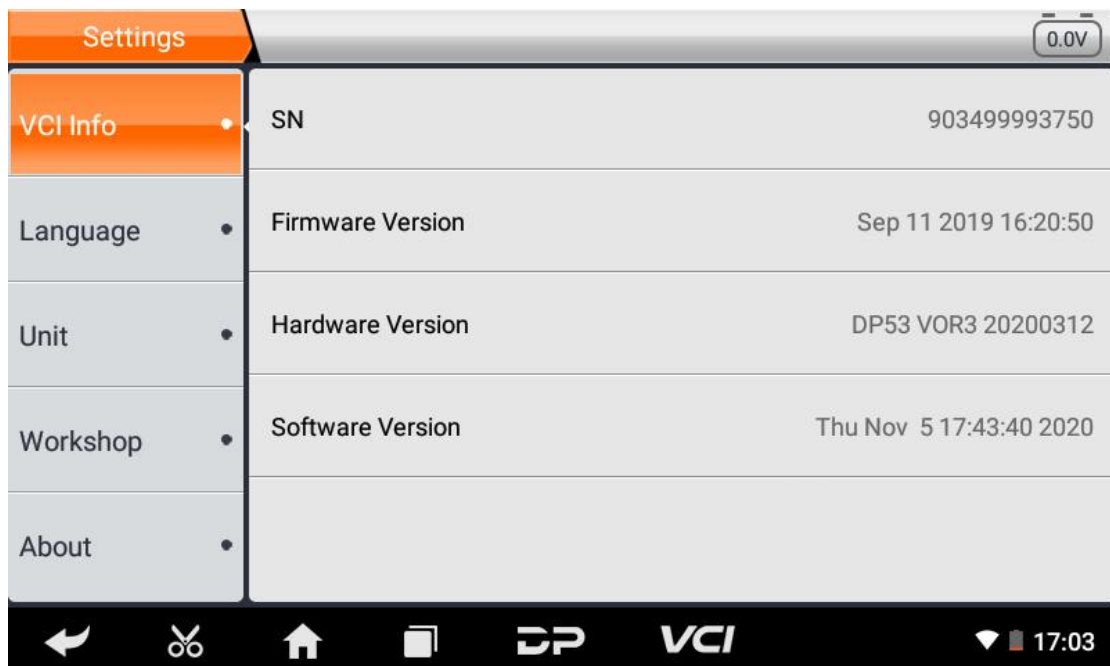 Settings
0.0V
VCI Info
SN
903499993750
Language
Firmware Version
Sep 11 2019 16:20:50
Unit
Hardware Version
DP53 VOR3 20200312
Workshop
Software Version
Thu Nov  5 17:43:40 2020
About
DP
VCI
17:03